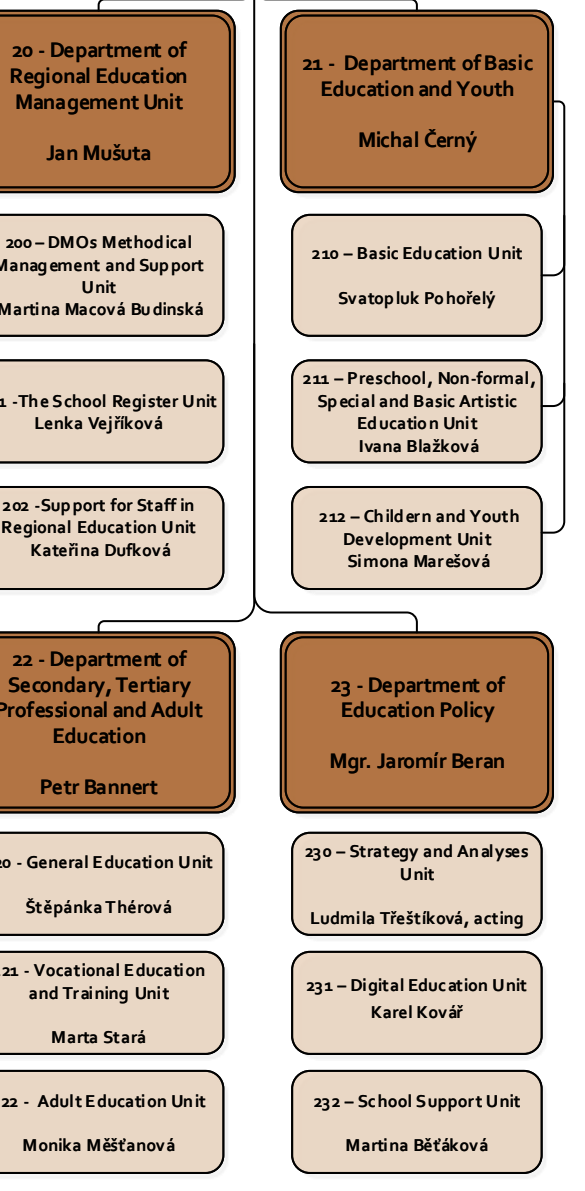 20 - Department of
Regional Education
Management Unit
Jan Mušuta
21 - Department of Basic
Education and Youth
Michal Černý
200 – DMOs Methodical
Management and Support
Unit
Martina Macová Budinská
210 – Basic Education Unit
Svatopluk Pohořelý
1 -The School Register Unit
Lenka Vejříková
211 – Preschool, Non-formal,
Special and Basic Artistic
Education Unit
Ivana Blažková
202 -Support for Staff in
Regional Education Unit
Kateřina Dufková
212 – Childern and Youth
Development Unit
Simona Marešová
22 - Department of
Secondary, Tertiary
Professional and Adult
Education
Petr Bannert
23 - Department of
Education Policy
Mgr. Jaromír Beran
20 - General Education Unit
Štěpánka Thérová
230 – Strategy and Analyses
Unit
Ludmila Třeštíková, acting
21 - Vocational Education
and Training Unit
Marta Stará
231 – Digital Education Unit
Karel Kovář
22 - Adult Education Unit
Monika Měšťanová
232 – School Support Unit
Martina Běťáková